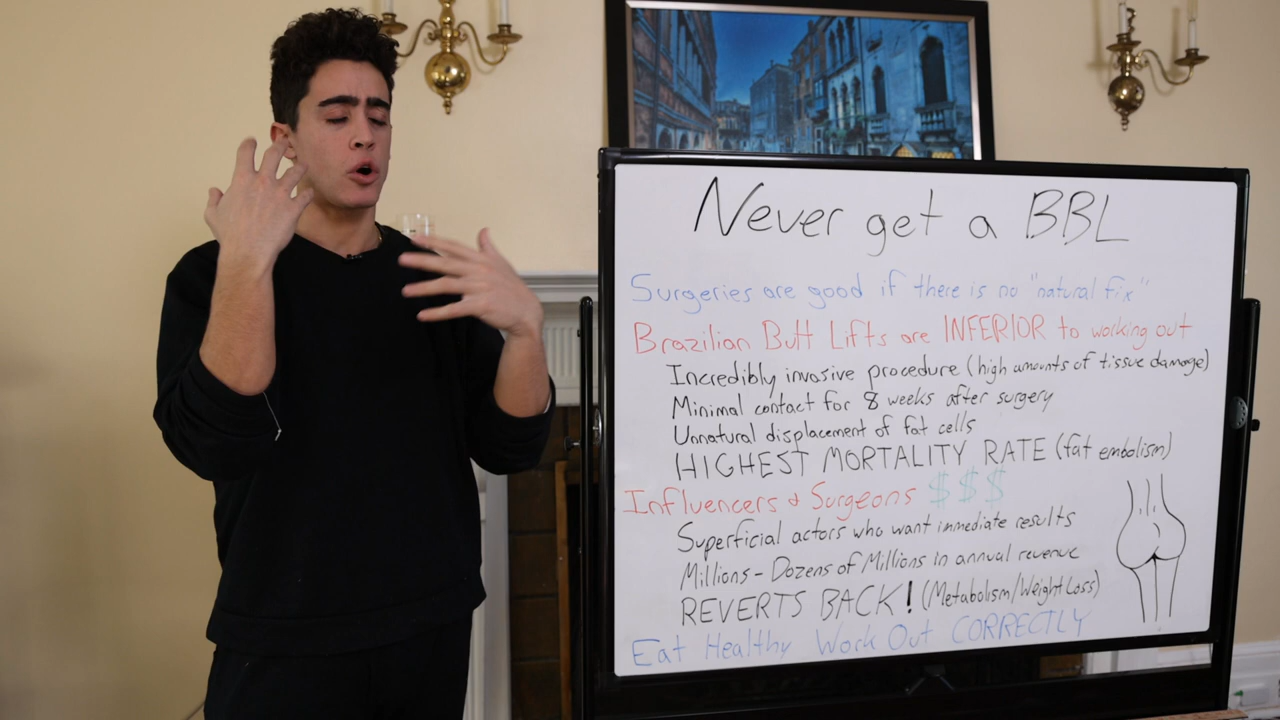 Never get a BBL
Surgeries are good if there is no "natural fix"
Brazilian Butt Lifts are INFERIOR to working out
Incredibly invasive procedure (high amounts of tissue damage)
Minimal contact for 8 weeks after surgery
Unnatural displacement of fat cells
HIGHEST MORTALITY RATE (fat embolism)
Influencers & Surgeons $$$
Superficial actors who want immediate results
Millions - Dozens of Millions in annual revenue
REVERTS BACK! (Metabolism/Weight Loss)
Eat Healthy Work Out CORRECTLY